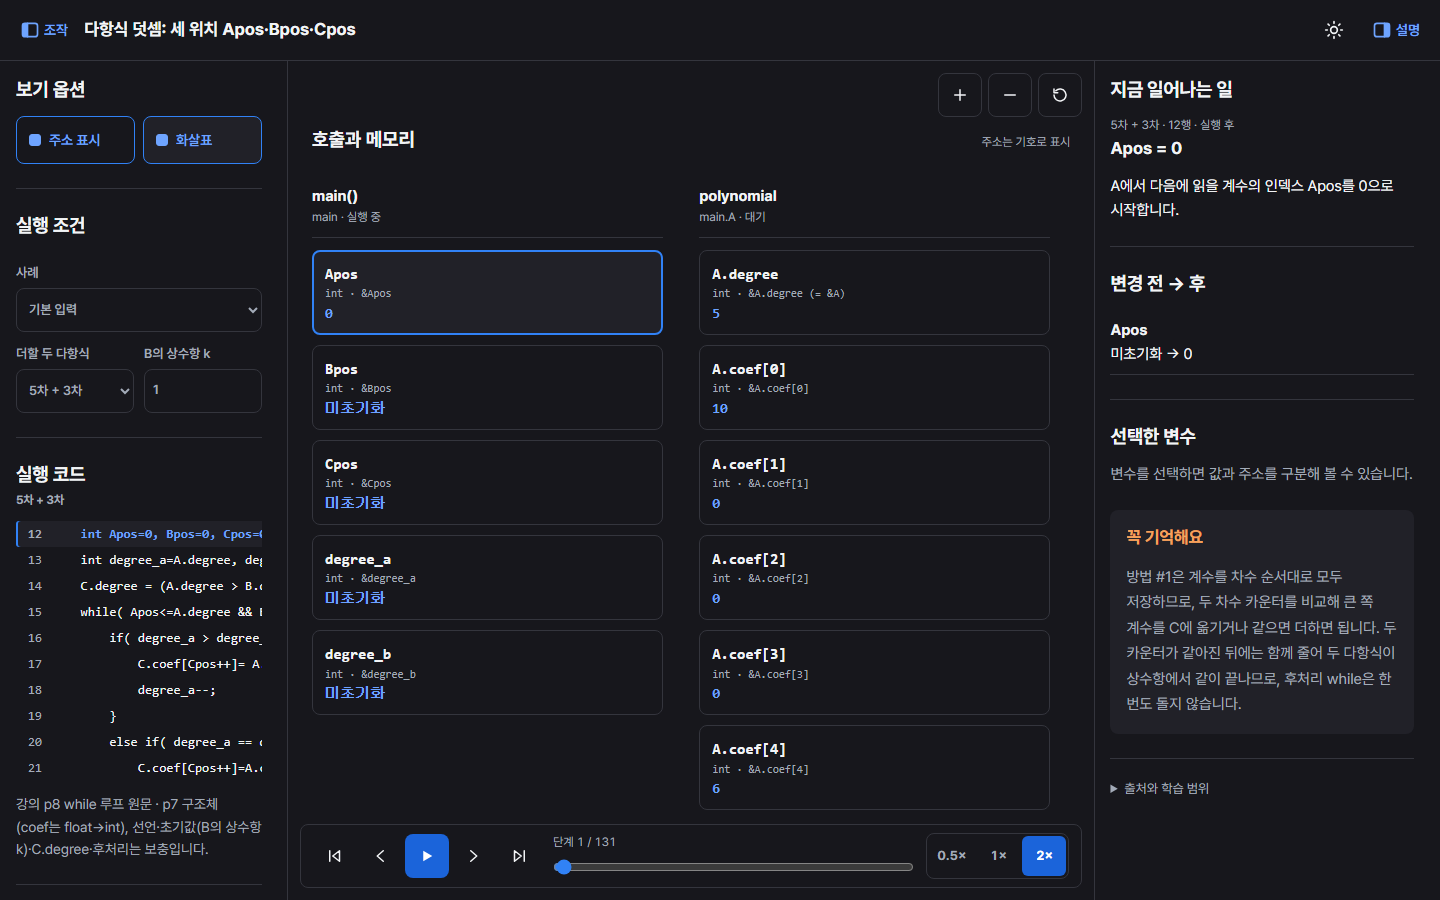 조작
다항식 덧셈: 세 위치 Apos·Bpos·Cpos
설명
보기 옵션
주소 표시
화살표
실행 조건
사례
기본 입력
더할 두 다항식
B의 상수항 k
5차 + 3차
1
실행 코드
5차 + 3차
12 int Apos=0, Bpos=0, Cpos=
13 int degree_a=A.degree, deg
14 C.degree = (A.degree > B.
15 while( Apos<=A.degree &&
16 if( degree_a > degree_
17 C.coef[Cpos++]= A
18 degree_a--;
19 }
20 else if( degree_a ==
21 C.coef[Cpos++]=A.
강의 p8 while 루프 원문 · p7 구조체
(coef는 float→int), 선언·초기값(B의 상수항
k)·C.degree·후처리는 보충입니다.
호출과 메모리
주소는 기호로 표시
main()
main · 실행 중
Apos
int · &Apos
0
Bpos
int · &Bpos
미초기화
Cpos
int · &Cpos
미초기화
degree_a
int · &degree_a
미초기화
degree_b
int · &degree_b
미초기화
polynomial
main.A · 대기
A.degree
int · &A.degree (= &A)
5
A.coef[0]
int · &A.coef[0]
10
A.coef[1]
int · &A.coef[1]
0
A.coef[2]
int · &A.coef[2]
0
A.coef[3]
int · &A.coef[3]
0
A.coef[4]
int · &A.coef[4]
6
단계 1 / 131
0.5×
1×
2×
지금 일어나는 일
5차 + 3차 · 12행 · 실행 후
Apos = 0
A에서 다음에 읽을 계수의 인덱스 Apos를 0으로
시작합니다.
변경 전 → 후
Apos
미초기화 → 0
선택한 변수
변수를 선택하면 값과 주소를 구분해 볼 수 있습니다.
꼭 기억해요
방법 #1은 계수를 차수 순서대로 모두
저장하므로, 두 차수 카운터를 비교해 큰 쪽
계수를 C에 옮기거나 같으면 더하면 됩니다. 두
카운터가 같아진 뒤에는 함께 줄어 두 다항식이
상수항에서 같이 끝나므로, 후처리 while은 한
번도 돌지 않습니다.
▶ 출처와 학습 범위